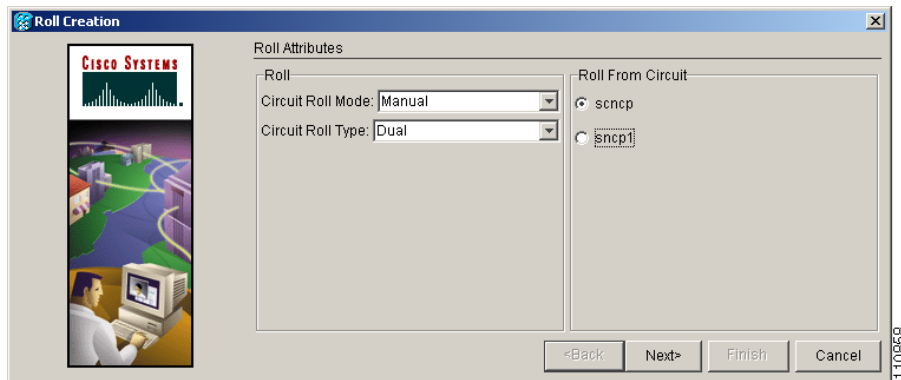 Roll Creation
CISCO SYSTEMS
Roll Attributes
Roll
Circuit Roll Mode: Manual
Circuit Roll Type: Dual
Roll From Circuit
scncp
sncp1
<Back
Next>
Finish
Cancel
110858